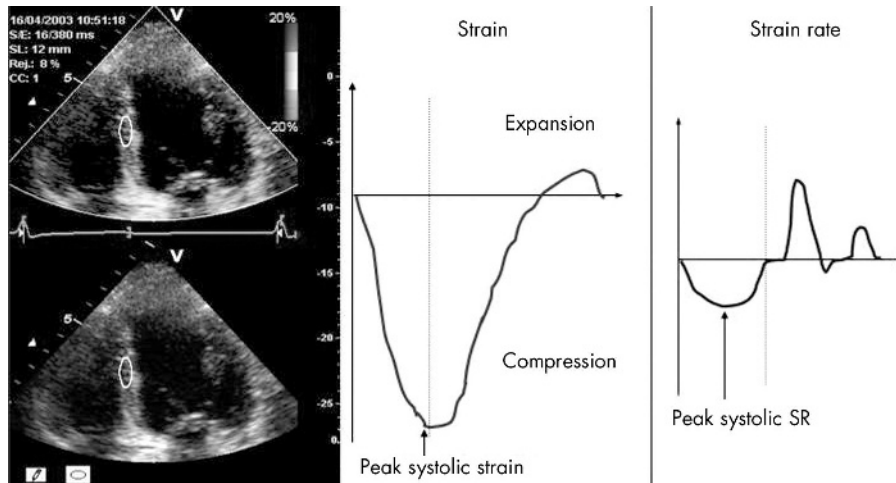 16/04/2003 10:51:18
S/E: 16/380 ms
SL: 12 mm
Rej.: 8 %
CC: 1
V
20%
5
-20%
V
5
Strain
0
-5
-10
-15
-20
-25
0.
Expansion
Compression
Peak systolic strain
Strain rate
Peak systolic SR